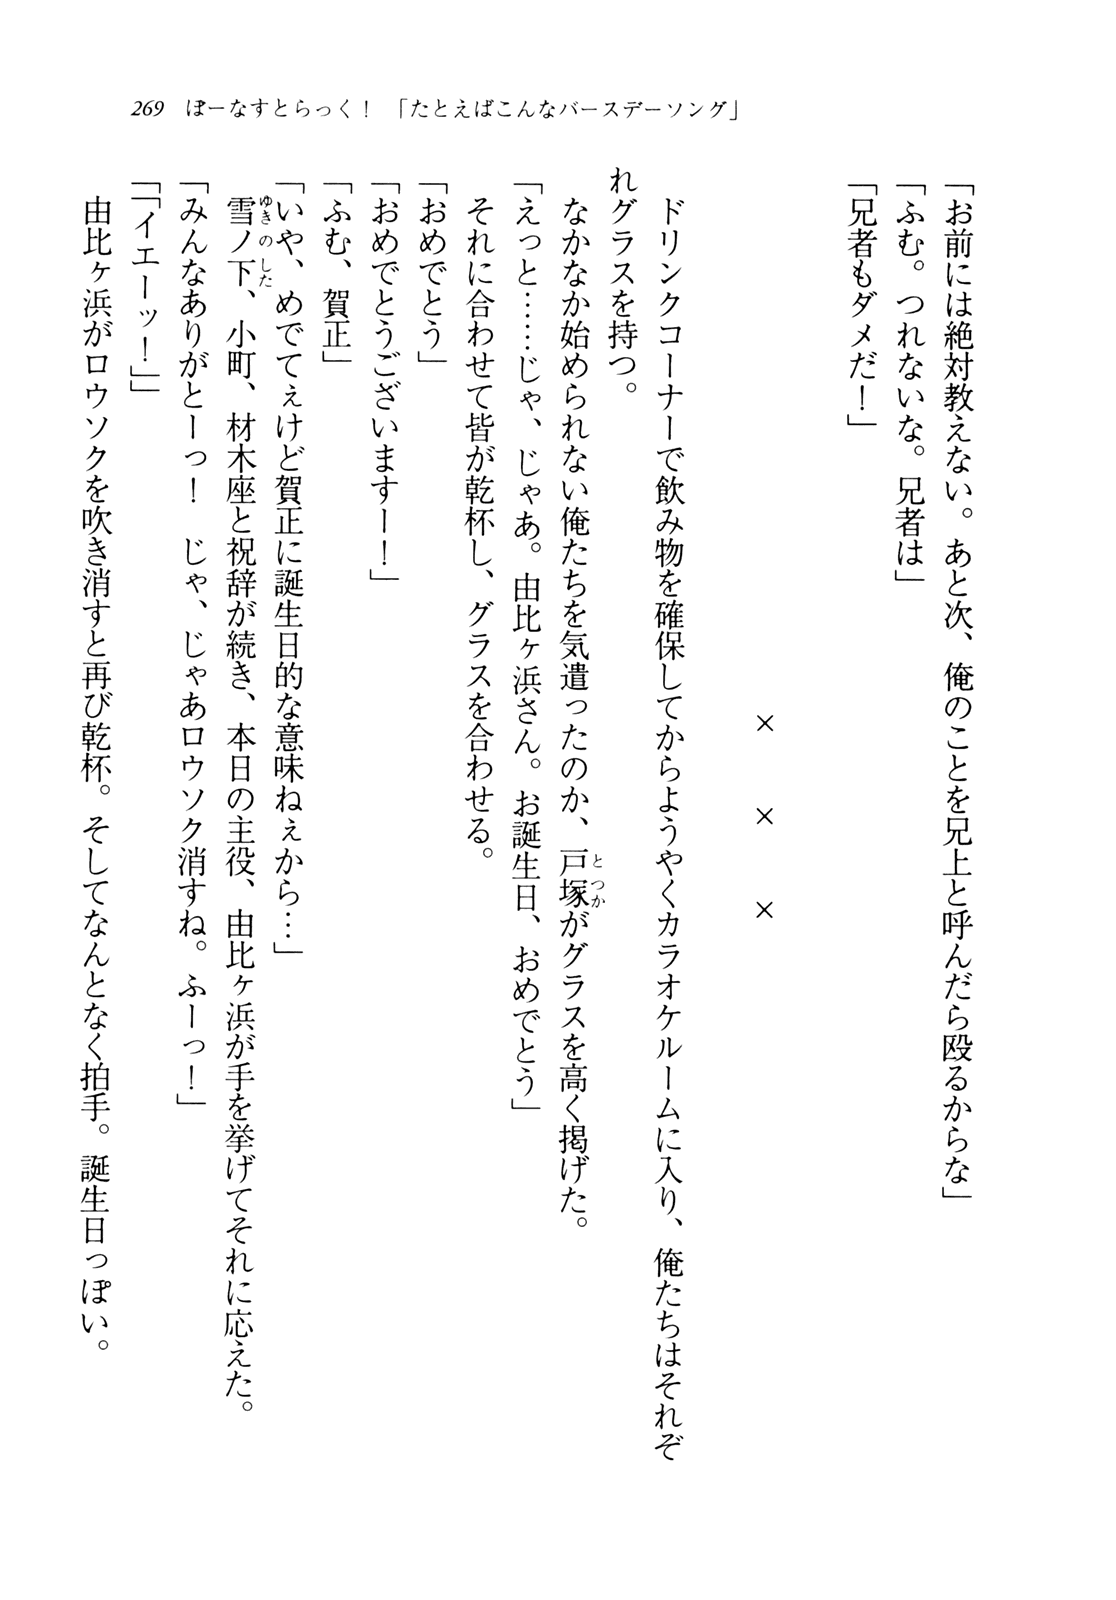 269 ぼーなすとらっく！ 「たとえばこんなバースデーソング」
「お前には絶対教えない。あと次、俺のことを兄上と呼んだら殴るからな」
「ふむ。つれないな。兄者は」
「兄者もダメだ！」
× × ×
ドリンクコーナーで飲み物を確保してからようやくカラオケルームに入り、俺たちはそれぞ
れグラスを持つ。
なかなか始められない俺たちを気遣ったのか、戸塚がグラスを高く掲げた。
「えっと……じゃ、じゃあ。由比ヶ浜さん。お誕生日、おめでとう」
それに合わせて皆が乾杯し、グラスを合わせる。
「おめでとう」
「おめでとうございますー！」
「ふむ、賀正」
「いや、めでてぇけど賀正に誕生日的な意味ねぇから…」
雪ノ下、小町、材木座と祝辞が続き、本日の主役、由比ヶ浜が手を挙げてそれに応えた。
「みんなありがとーっ！　じゃ、じゃあロウソク消すね。ふーっ！」
「「イエーッ！」」
由比ヶ浜がロウソクを吹き消すと再び乾杯。そしてなんとなく拍手。誕生日っぽい。